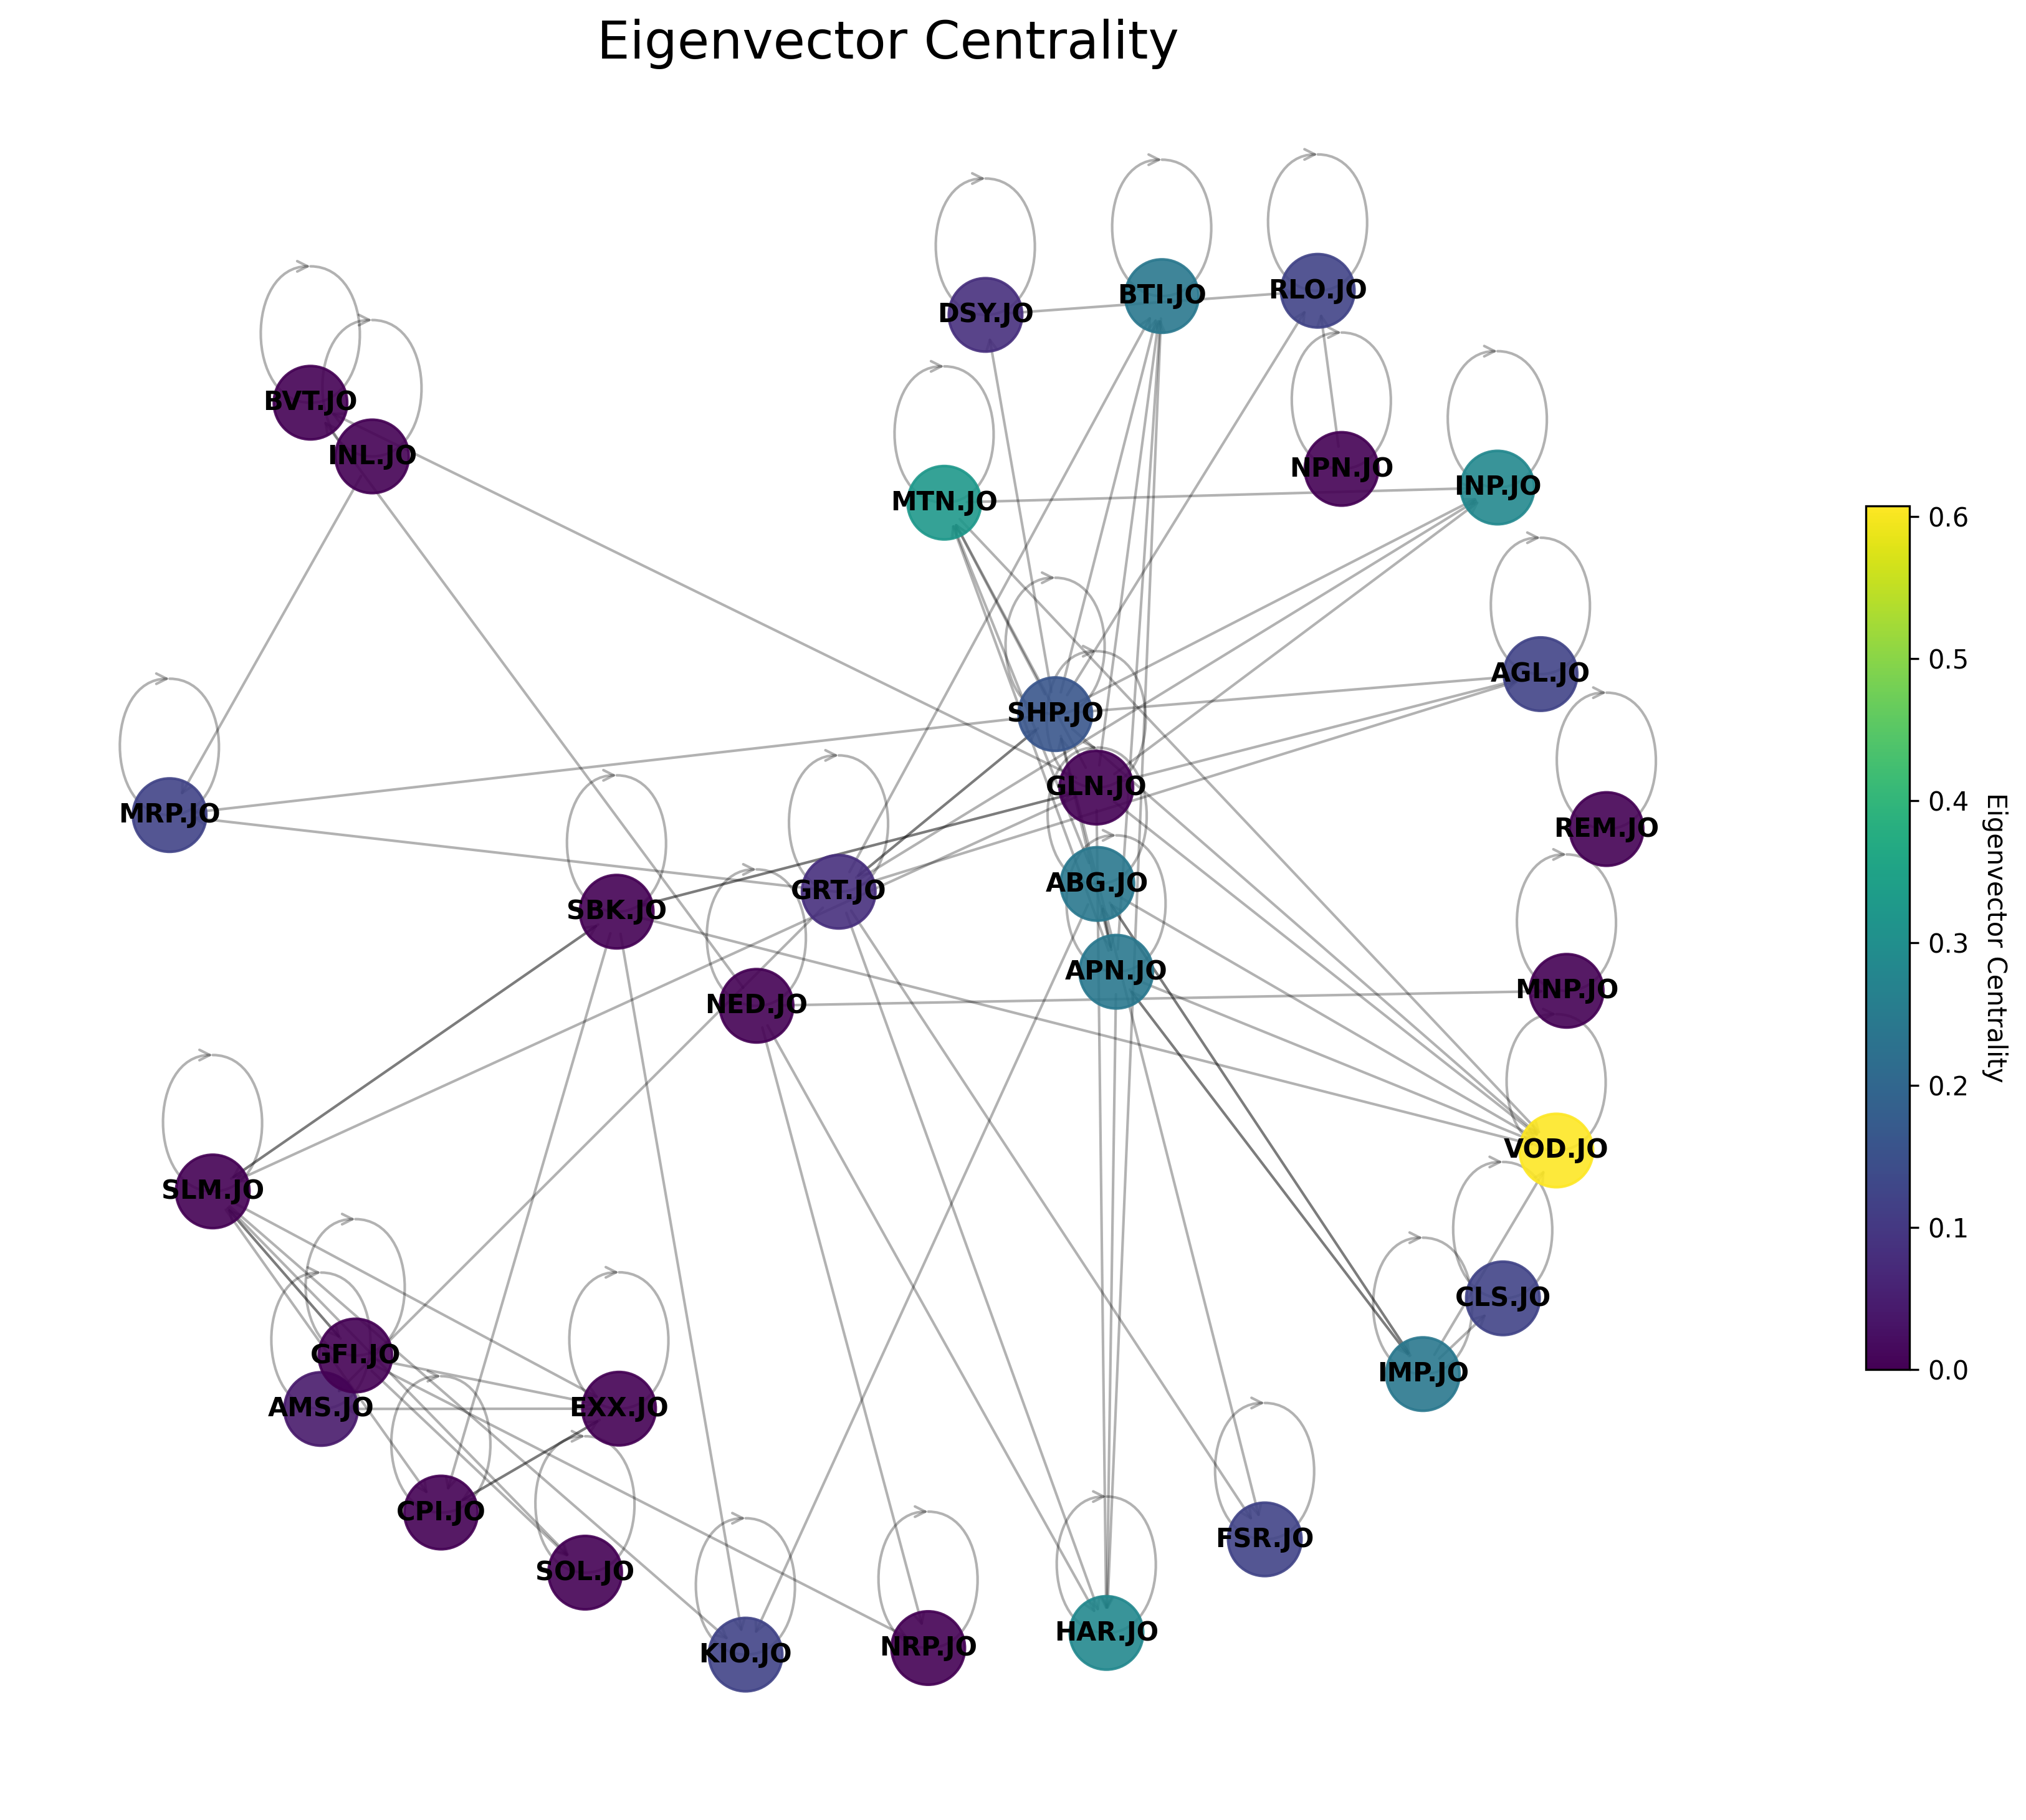 Eigenvector Centrality
DSY.JO
BTI.JO
RLO.JO
BVT.JO
INL.JO
MTN.JO
NPN.JO
INP.JO
AGL.JO
SHP.JO
GLN.JO
MRP.JO
REM.JO
SBK.JO
GRT.JO
ABG.JO
APN.JO
NED.JO
MNP.JO
VOD.JO
SLM.JO
CLS.JO
GFI.JO
IMP.JO
AMS.JO
EXX.JO
CPI.JO
SOL.JO
FSR.JO
KIO.JO
NRP.JO
HAR.JO
0.6
0.5
0.4
0.3
0.2
0.1
0.0
Eigenvector Centrality